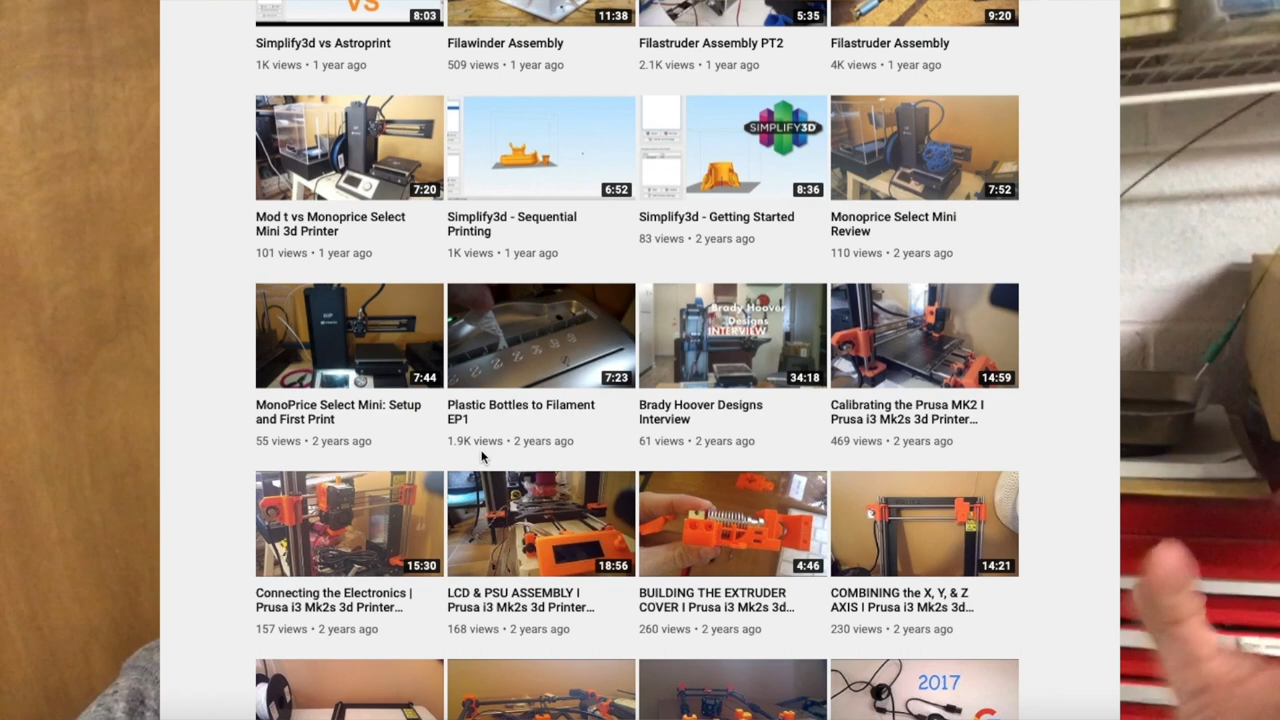 VS
8:03
11:38
5:35
9:20
Simplify3d vs Astroprint
Filawinder Assembly
Filastruder Assembly PT2
Filastruder Assembly
1K views • 1 year ago
509 views • 1 year ago
2.1K views • 1 year ago
4K views • 1 year ago
SIMPLIFY3D
7:20
6:52
8:36
7:52
Mod t vs Monoprice Select
Mini 3d Printer
101 views • 1 year ago
Simplify3d - Sequential
Printing
1K views • 1 year ago
Simplify3d - Getting Started
83 views • 2 years ago
Monoprice Select Mini
Review
110 views • 2 years ago
Brady Hoover
Designs
INTERVIEW
7:44
7:23
34:18
14:59
MonoPrice Select Mini: Setup
and First Print
55 views • 2 years ago
Plastic Bottles to Filament
EP1
1.9K views • 2 years ago
Brady Hoover Designs
Interview
61 views • 2 years ago
Calibrating the Prusa MK2 I
Prusa i3 Mk2s 3d Printer...
469 views • 2 years ago
15:30
18:56
4:46
14:21
Connecting the Electronics |
Prusa i3 Mk2s 3d Printer...
157 views • 2 years ago
LCD & PSU ASSEMBLY I
Prusa i3 Mk2s 3d Printer...
168 views • 2 years ago
BUILDING THE EXTRUDER
COVER I Prusa i3 Mk2s 3d...
260 views • 2 years ago
COMBINING the X, Y, & Z
AXIS I Prusa i3 Mk2s 3d...
230 views • 2 years ago
2017